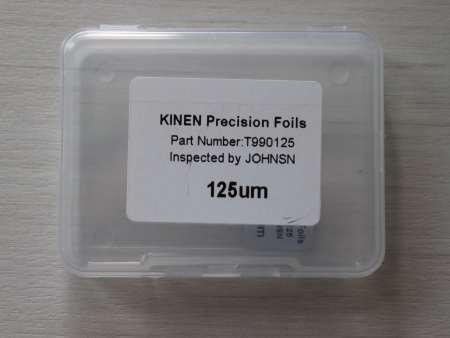 KINEN Precision Foils
Part Number:T990125
Inspected by JOHNSN
125um